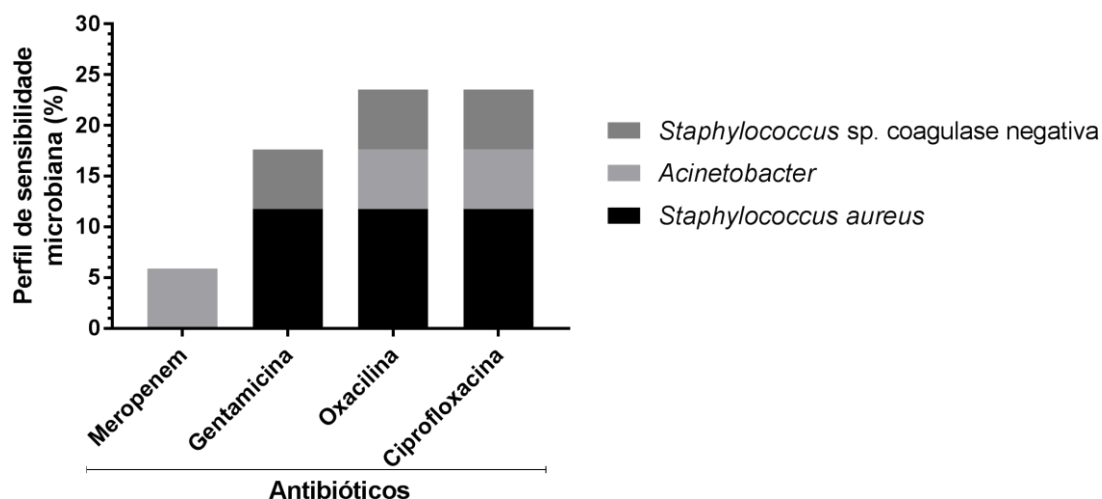 Perfil de sensibilidade
microbiana (%)
30
25
20
15
10
5
0
Meropenem
Gentamicina
Oxacilina
Ciprofloxacina
Antibióticos
Staphylococcus sp. coagulase negativa
Acinetobacter
Staphylococcus aureus